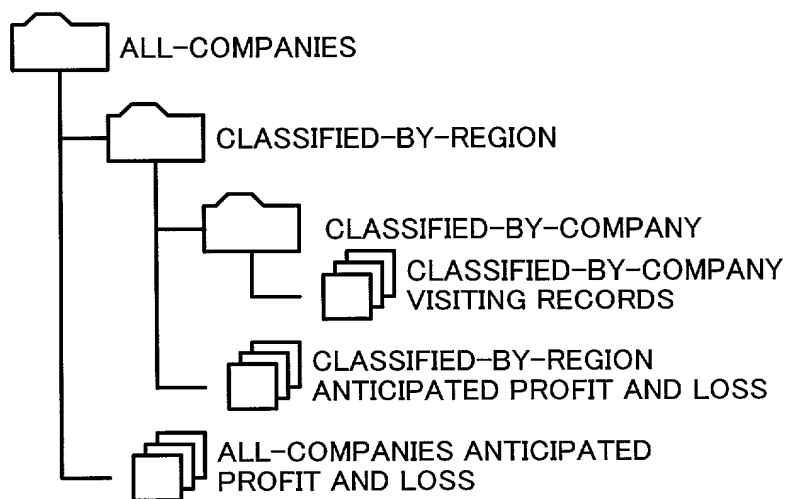 ALL-COMPANIES
CLASSIFIED-BY-REGION
CLASSIFIED-BY-COMPANY
CLASSIFIED-BY-COMPANY
VISITING RECORDS
CLASSIFIED-BY-REGION
ANTICIPATED PROFIT AND LOSS
ALL-COMPANIES ANTICIPATED
PROFIT AND LOSS